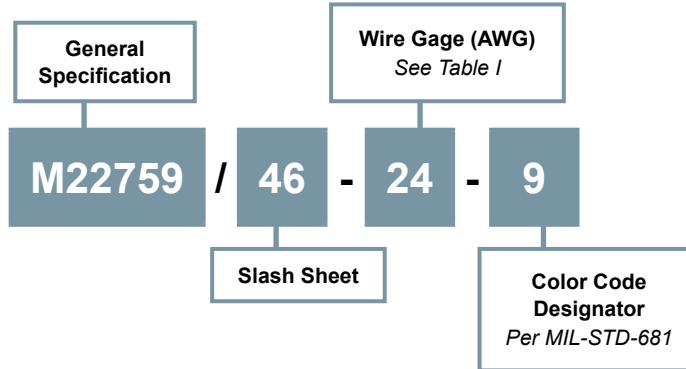 General
Specification
Wire Gage (AWG)
See Table I
M22759 / 46 - 24 - 9
Slash Sheet
Color Code
Designator
Per MIL-STD-681